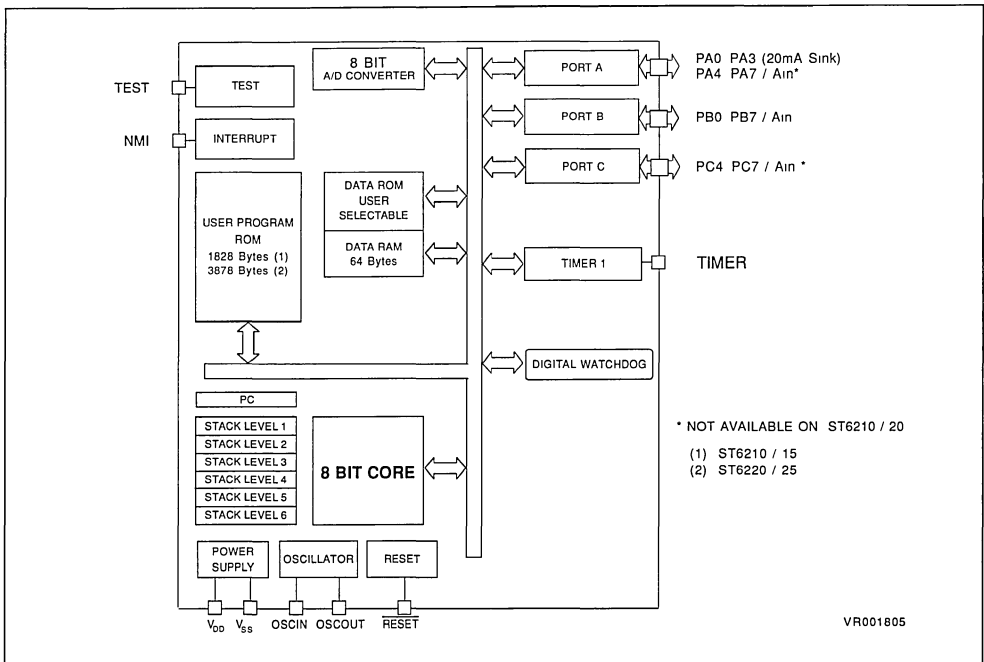 8 BIT
A/D CONVERTER
PORT A
PA0 PA3 (20mA Sink)
PA4 PA7 / Ain*
TEST
TEST
PORT B
PB0 PB7 / Ain
NMI
INTERRUPT
PORT C
PC4 PC7 / Ain *
USER PROGRAM
ROM
1828 Bytes (1)
3878 Bytes (2)
DATA ROM
USER
SELECTABLE
DATA RAM
64 Bytes
TIMER 1
TIMER
DIGITAL WATCHDOG
PC
STACK LEVEL 1
STACK LEVEL 2
STACK LEVEL 3
STACK LEVEL 4
STACK LEVEL 5
STACK LEVEL 6
8 BIT CORE
* NOT AVAILABLE ON ST6210 / 20
(1) ST6210 / 15
(2) ST6220 / 25
POWER
SUPPLY
OSCILLATOR
RESET
VDD VSS OSCIN OSCOUT RESET
VR001805